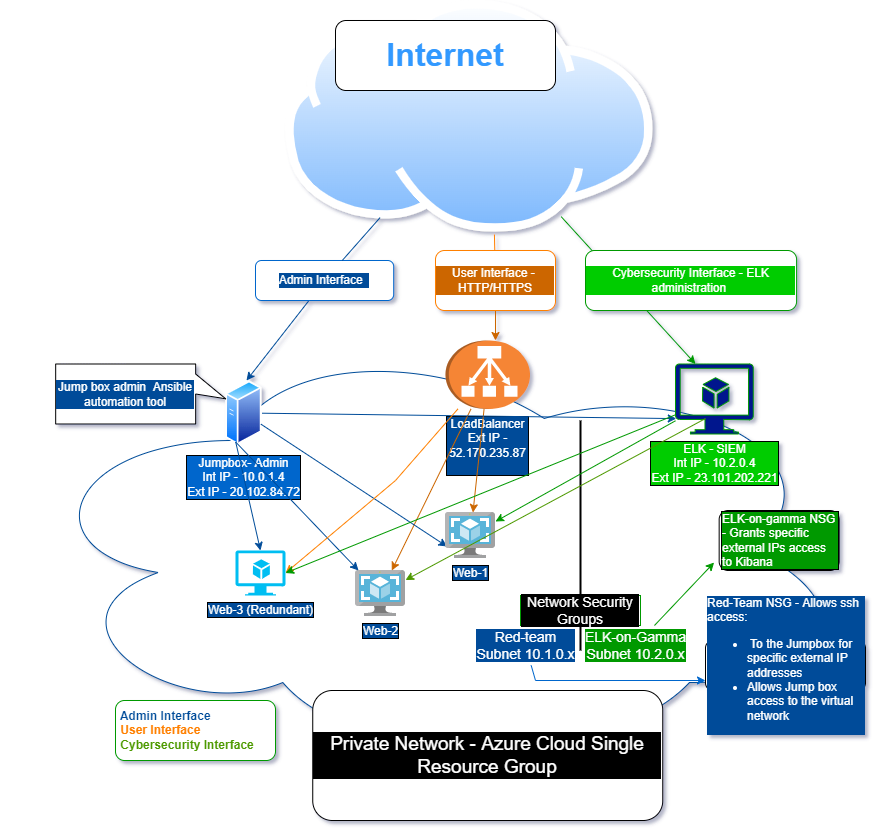 Internet
Admin Interface
User Interface -
HTTP/HTTPS
Cybersecurity Interface - ELK
administration
Jump box admin Ansible
automation tool
LoadBalancer
Ext IP -
52.170.235.87
Jumpbox- Admin
Int IP - 10.0.1.4
Ext IP - 20.102.84.72
ELK - SIEM
Int IP - 10.2.0.4
Ext IP - 23.101.202.221
ELK-on-gamma NSG
- Grants specific
external IPs access
to Kibana
Web-1
Web-3 (Redundant)
Web-2
Network Security
Groups
Red-team
Subnet 10.1.0.x
ELK-on-Gamma
Subnet 10.2.0.x
Red-Team NSG - Allows ssh
access:
• To the Jumpbox for
specific external IP
addresses
• Allows Jump box
access to the virtual
network
Admin Interface
User Interface
Cybersecurity Interface
Private Network - Azure Cloud Single
Resource Group